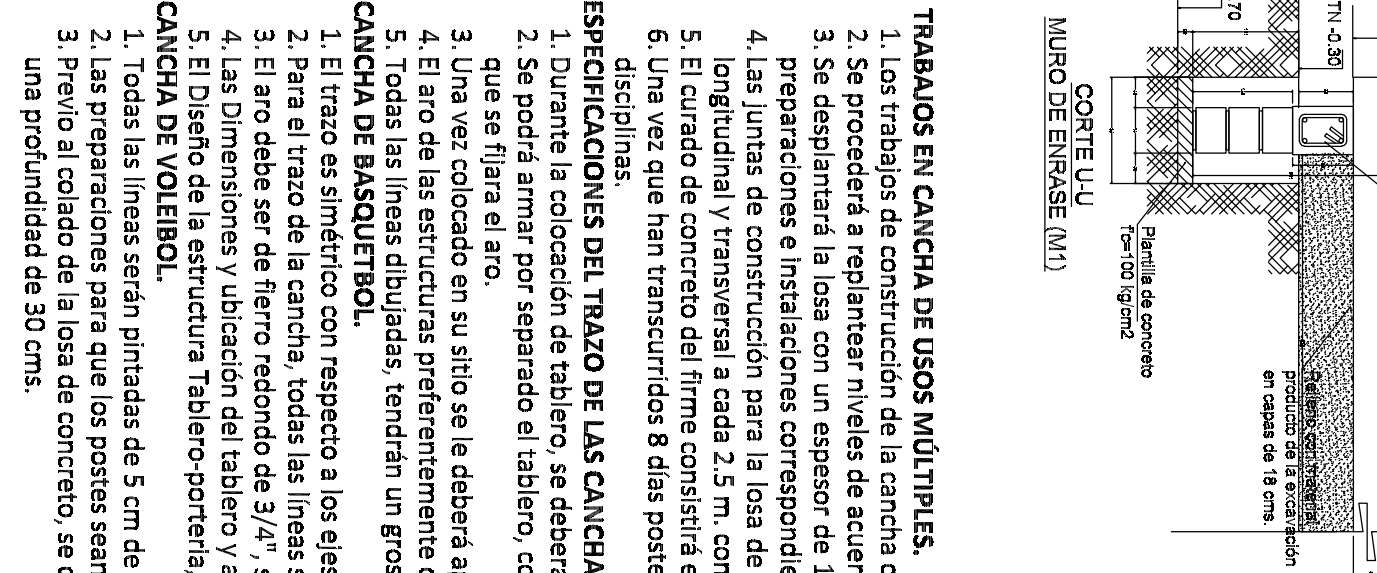 TN -0.30
.70
CORTE U-U
MURO DE ENRASE (M1)
Plantilla de concreto
f'c=100 kg/cm2
Relleno con material
producto de la excavación
en capas de 18 cms.
TRABAJOS EN CANCHA DE USOS MÚLTIPLES.
1. Los trabajos de construcción de la cancha
2. Se procederá a replantear niveles de
3. Se desplantará la losa con un espesor de 1
preparaciones e instalaciones
4. Las juntas de construcción para la losa de
longitudinal y transversal a cada 2.5 m. con
5. El curado de concreto del firme consistirá e
6. Una vez que han transcurridos 8 días
disciplinas.
ESPECIFICACIONES DEL TRAZO DE LAS CANCHA
1. Durante la colocación de tablero, se
2. Se podrá armar por separado el tablero,
que se fijara el aro.
3. Una vez colocado en su sitio se le deberá
4. El aro de las estructuras preferentemente
5. Todas las líneas dibujadas, tendrán un
CANCHA DE BASQUETBOL.
1. El trazo es simétrico con respecto a los ejes
2. Para el trazo de la cancha, todas las líneas
3. El aro debe ser de fierro redondo de 3/4",
4. Las Dimensiones y ubicación del tablero y a
5. El Diseño de la estructura Tablero-porteria,
CANCHA DE VOLEIBOL.
1. Todas las líneas serán pintadas de 5 cm de
2. Las preparaciones para que los postes sean
3. Previo al colado de la losa de concreto, se
una profundidad de 30 cms.